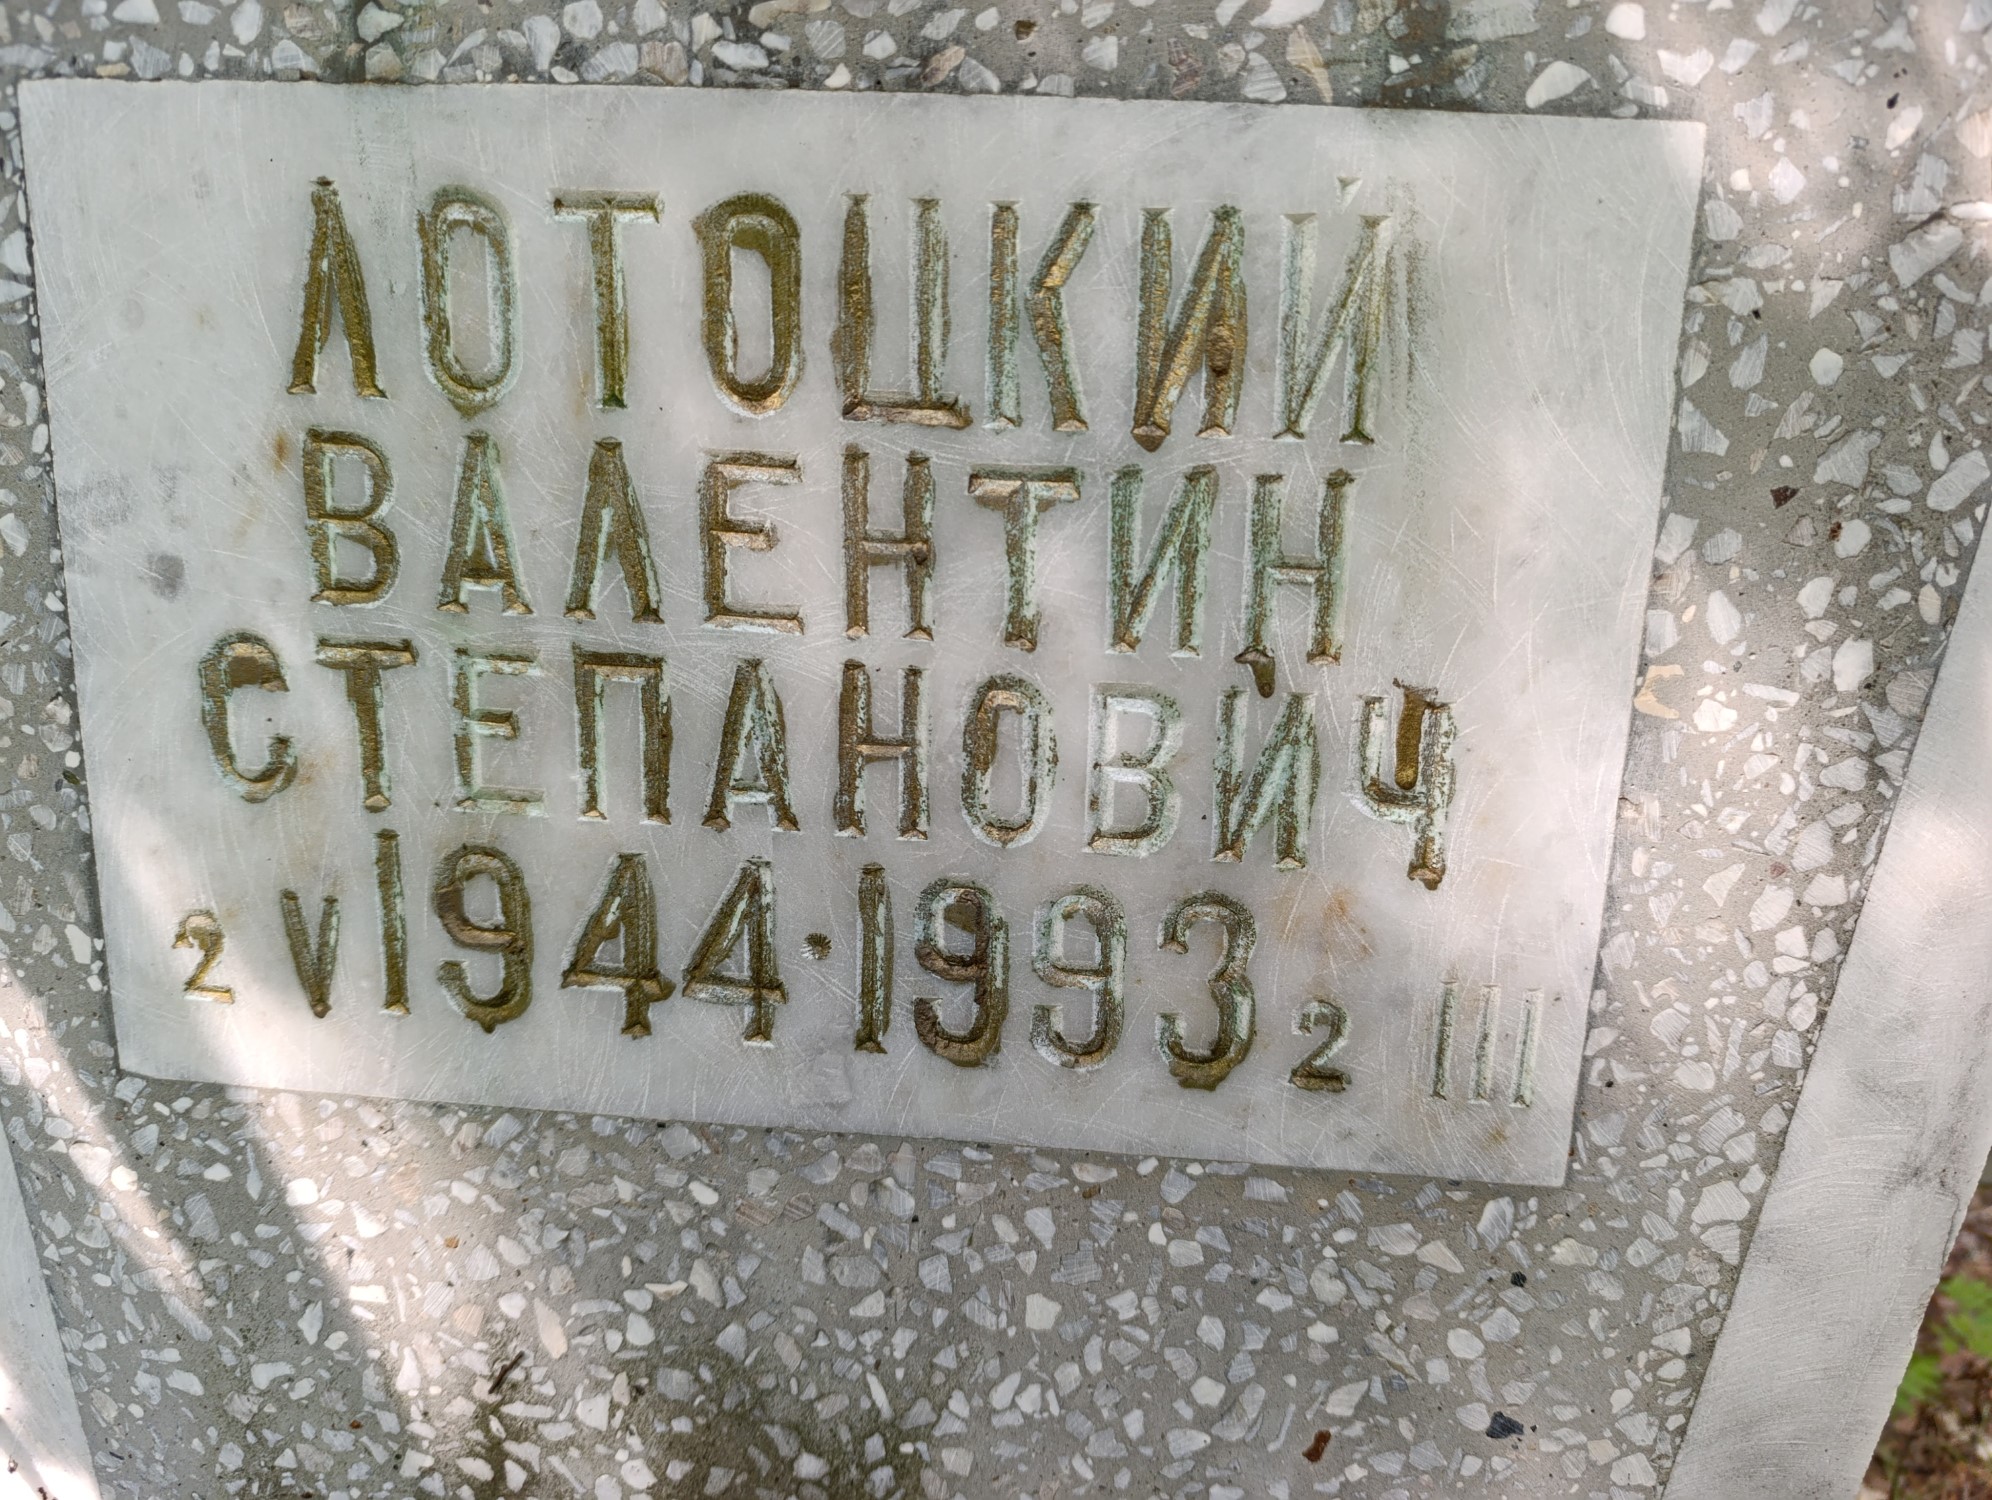 ЛОТОЦКИЙ
ВАЛЕНТИН
СТЕПАНОВИЧ
2 V 1944·1993 2 III